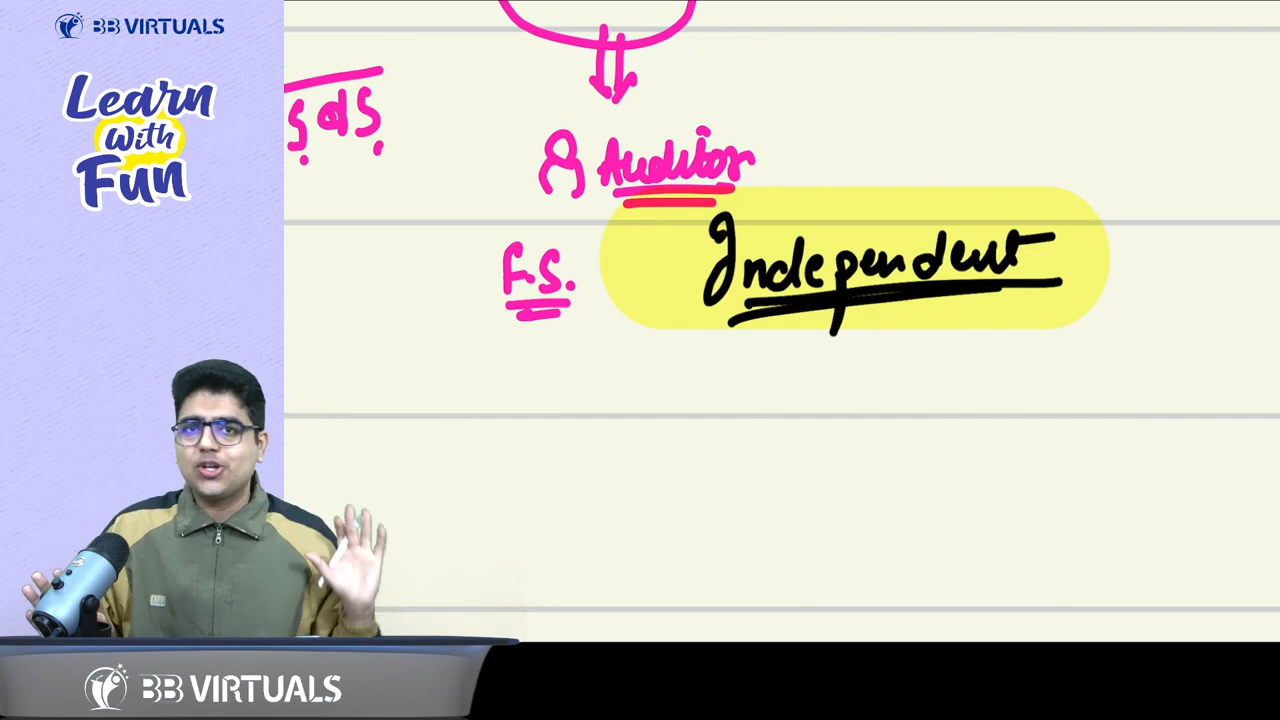 BB VIRTUALS
Learn
With
Fun
Auditor
F.S.
Independent
BB VIRTUALS